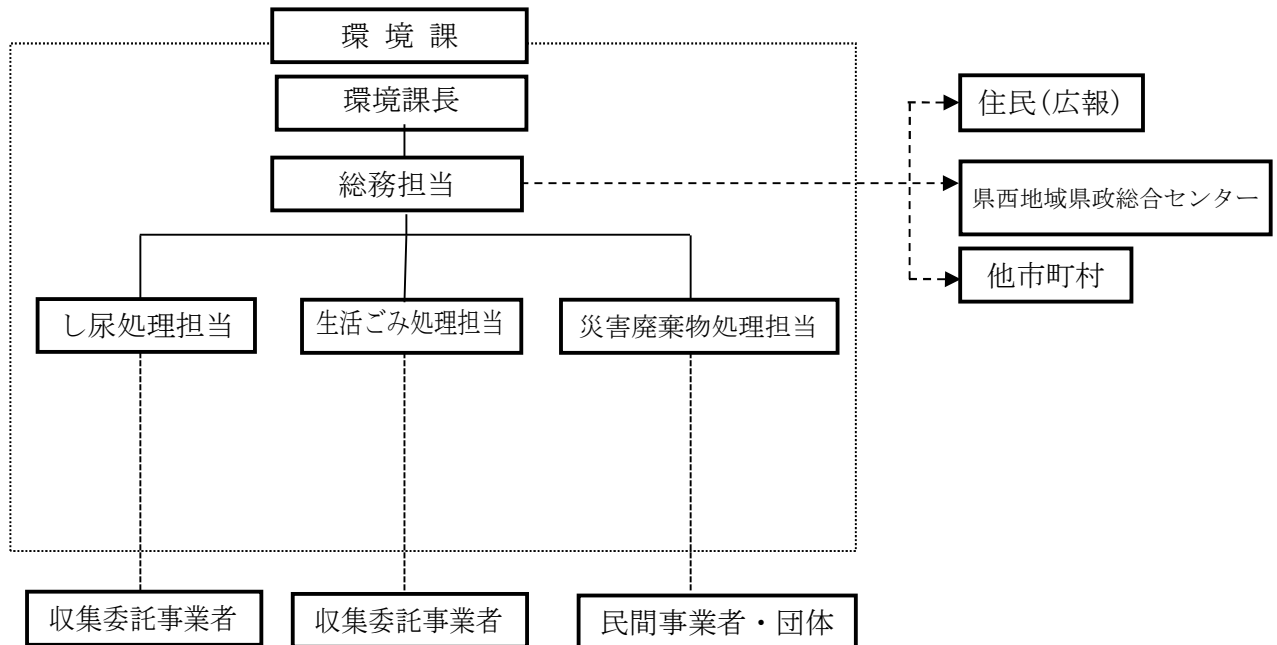 環 境 課
環境課長
総務担当
住民(広報)
県西地域県政総合センター
他市町村
し尿処理担当
生活ごみ処理担当
災害廃棄物処理担当
収集委託事業者
収集委託事業者
民間事業者・団体